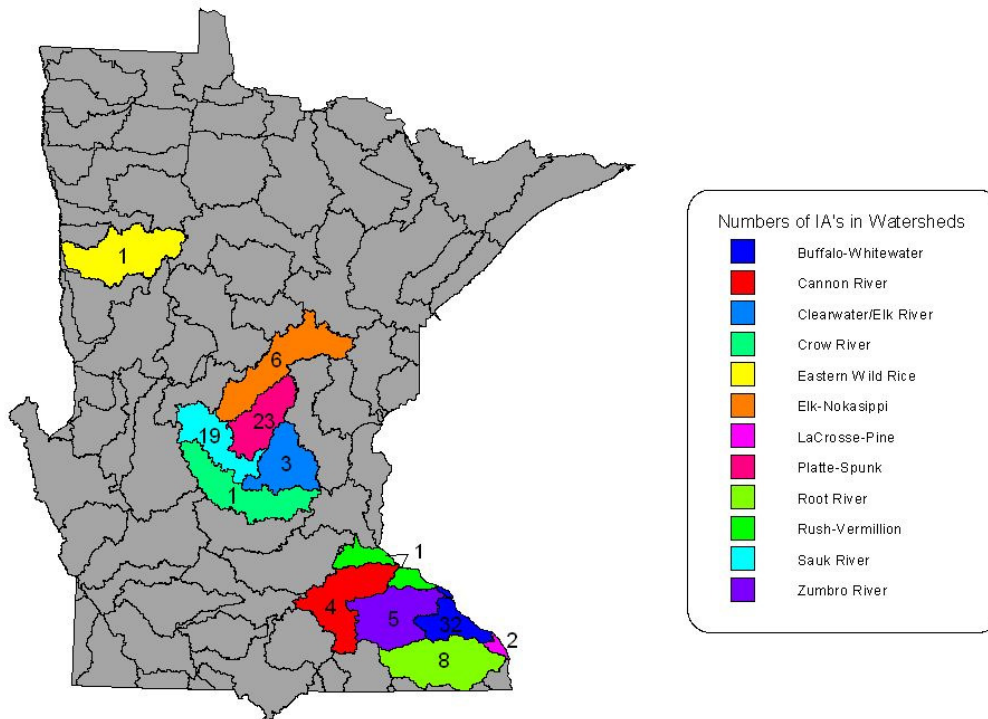 1
6
23
19
3
1
1
4
5
32
2
8
Numbers of IA's in Watersheds
Buffalo-Whitewater
Cannon River
Clearwater/Elk River
Crow River
Eastern Wild Rice
Elk-Nokasippi
LaCrosse-Pine
Platte-Spunk
Root River
Rush-Vermillion
Sauk River
Zumbro River